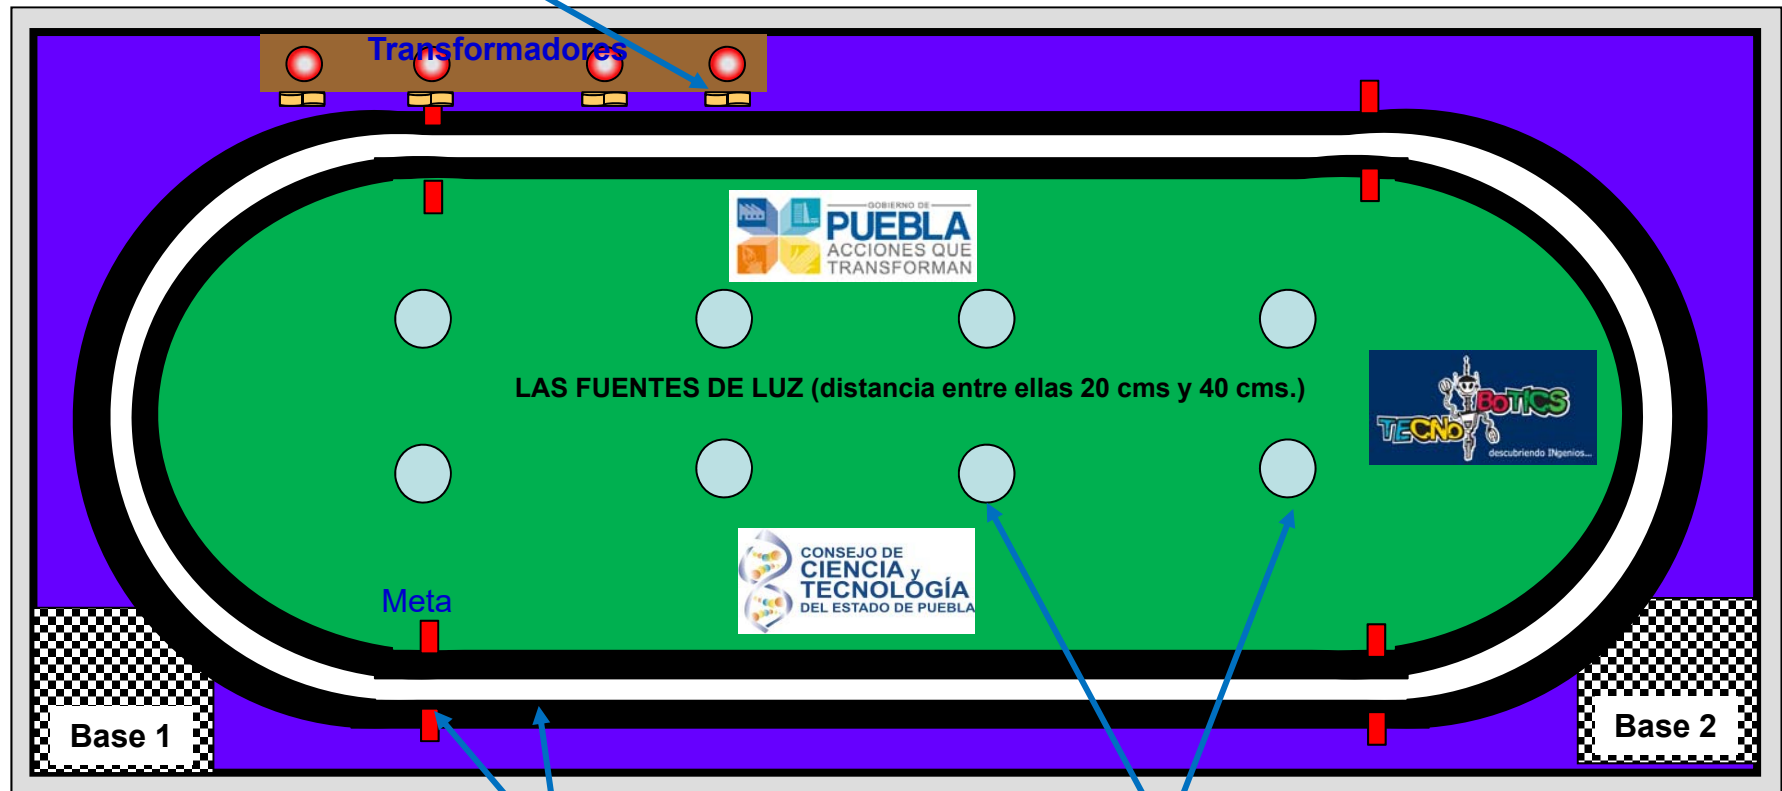 Transformadores
GOBIERNO DE
PUEBLA
ACCIONES QUE
TRANSFORMAN
LAS FUENTES DE LUZ (distancia entre ellas 20 cms y 40 cms.)
TECNO
BOTICS
descubriendo INgenios...
CONSEJO DE
CIENCIA y
TECNOLÓGÍA
DEL ESTADO DE PUEBLA
Meta
Base 1
Base 2